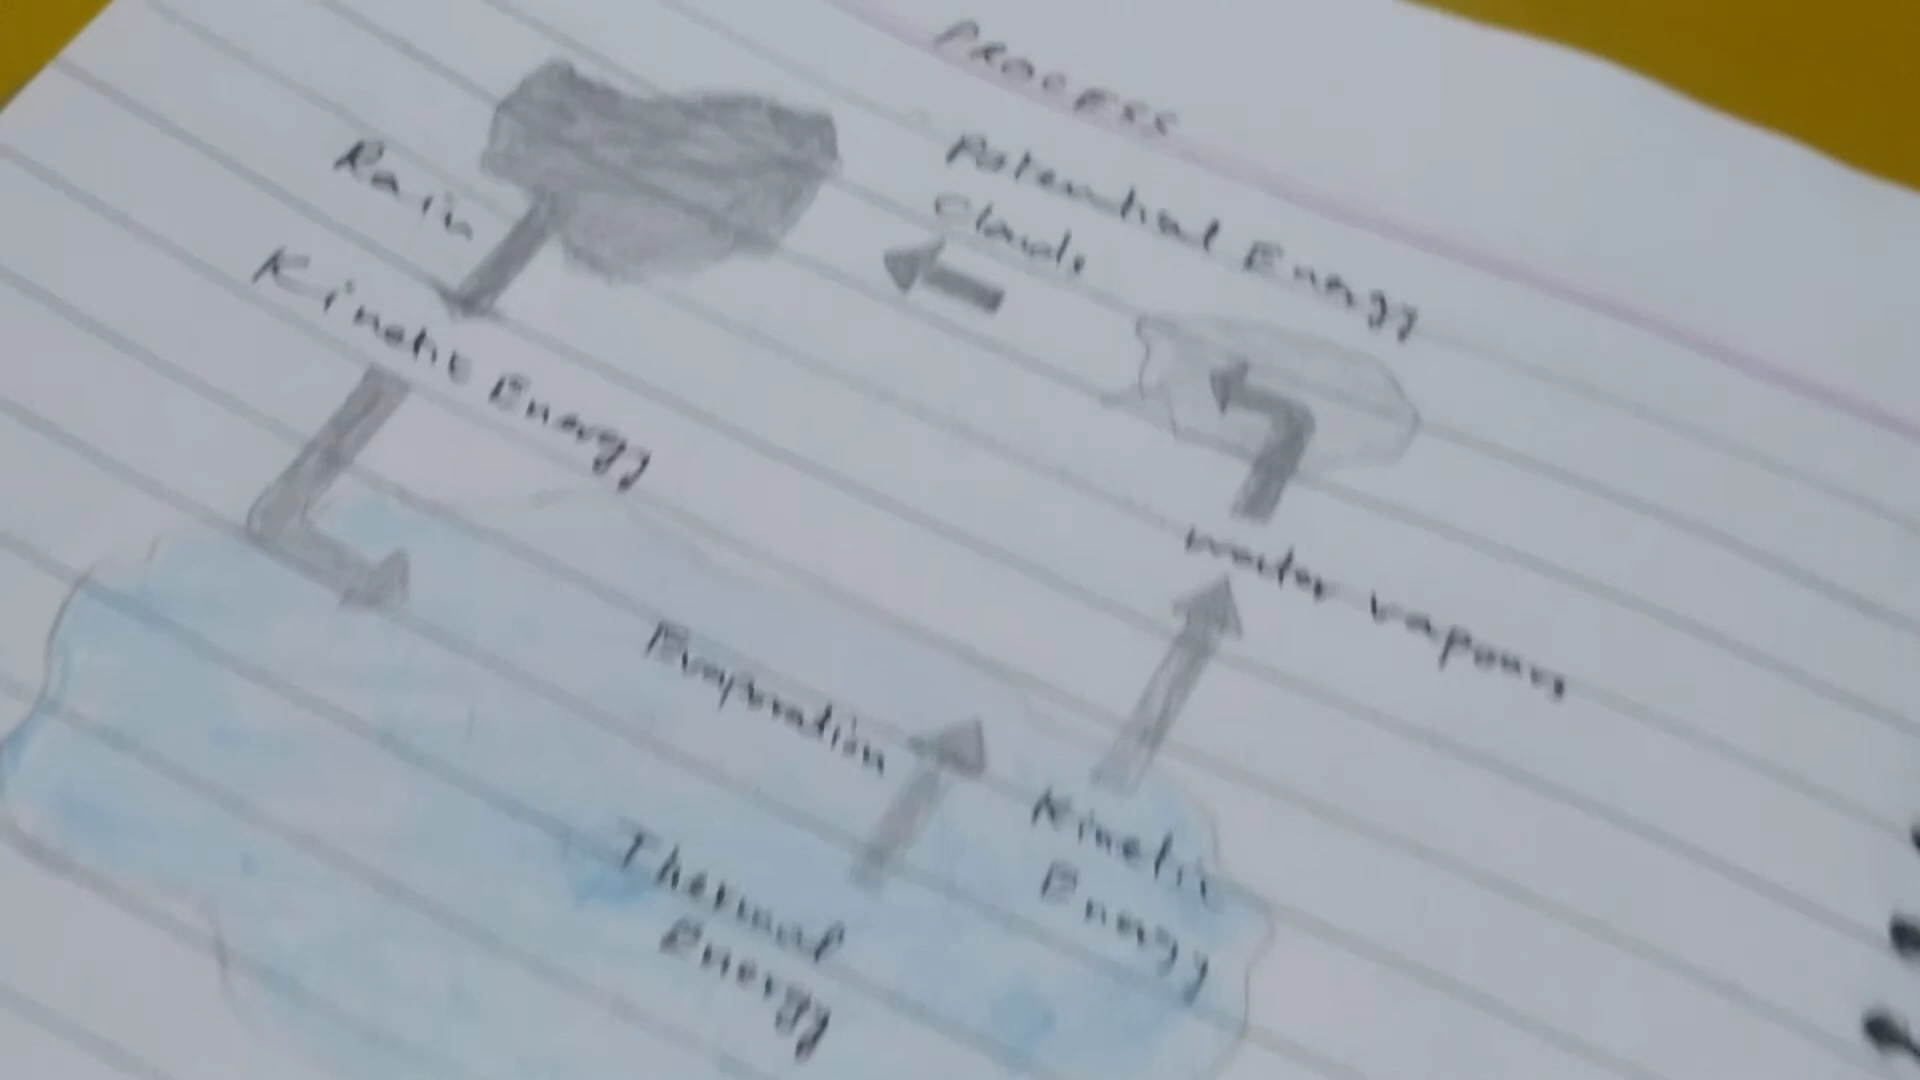 PROCESS
Potential Energy
Clouds
Rain
Kinetic Energy
water vapours
Evaporation
Kinetic
Energy
Thermal
Energy